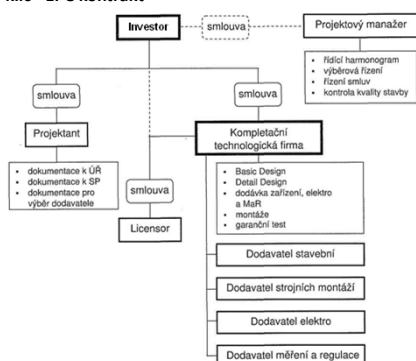 Investor
smlouva
Projektový manažer
• řídící harmonogram
• výběrová řízení
• řízení smluv
• kontrola kvality stavby
smlouva
smlouva
Projektant
Kompletační
technologická firma
• dokumentace k ÚŘ
• dokumentace k SP
• dokumentace pro
výběr dodavatele
smlouva
Licensor
• Basic Design
• Detail Design
• dodávka zařízení, elektro
a MaR
• montáže
• garanční test
Dodavatel stavební
Dodavatel strojních montáží
Dodavatel elektro
Dodavatel měření a regulace